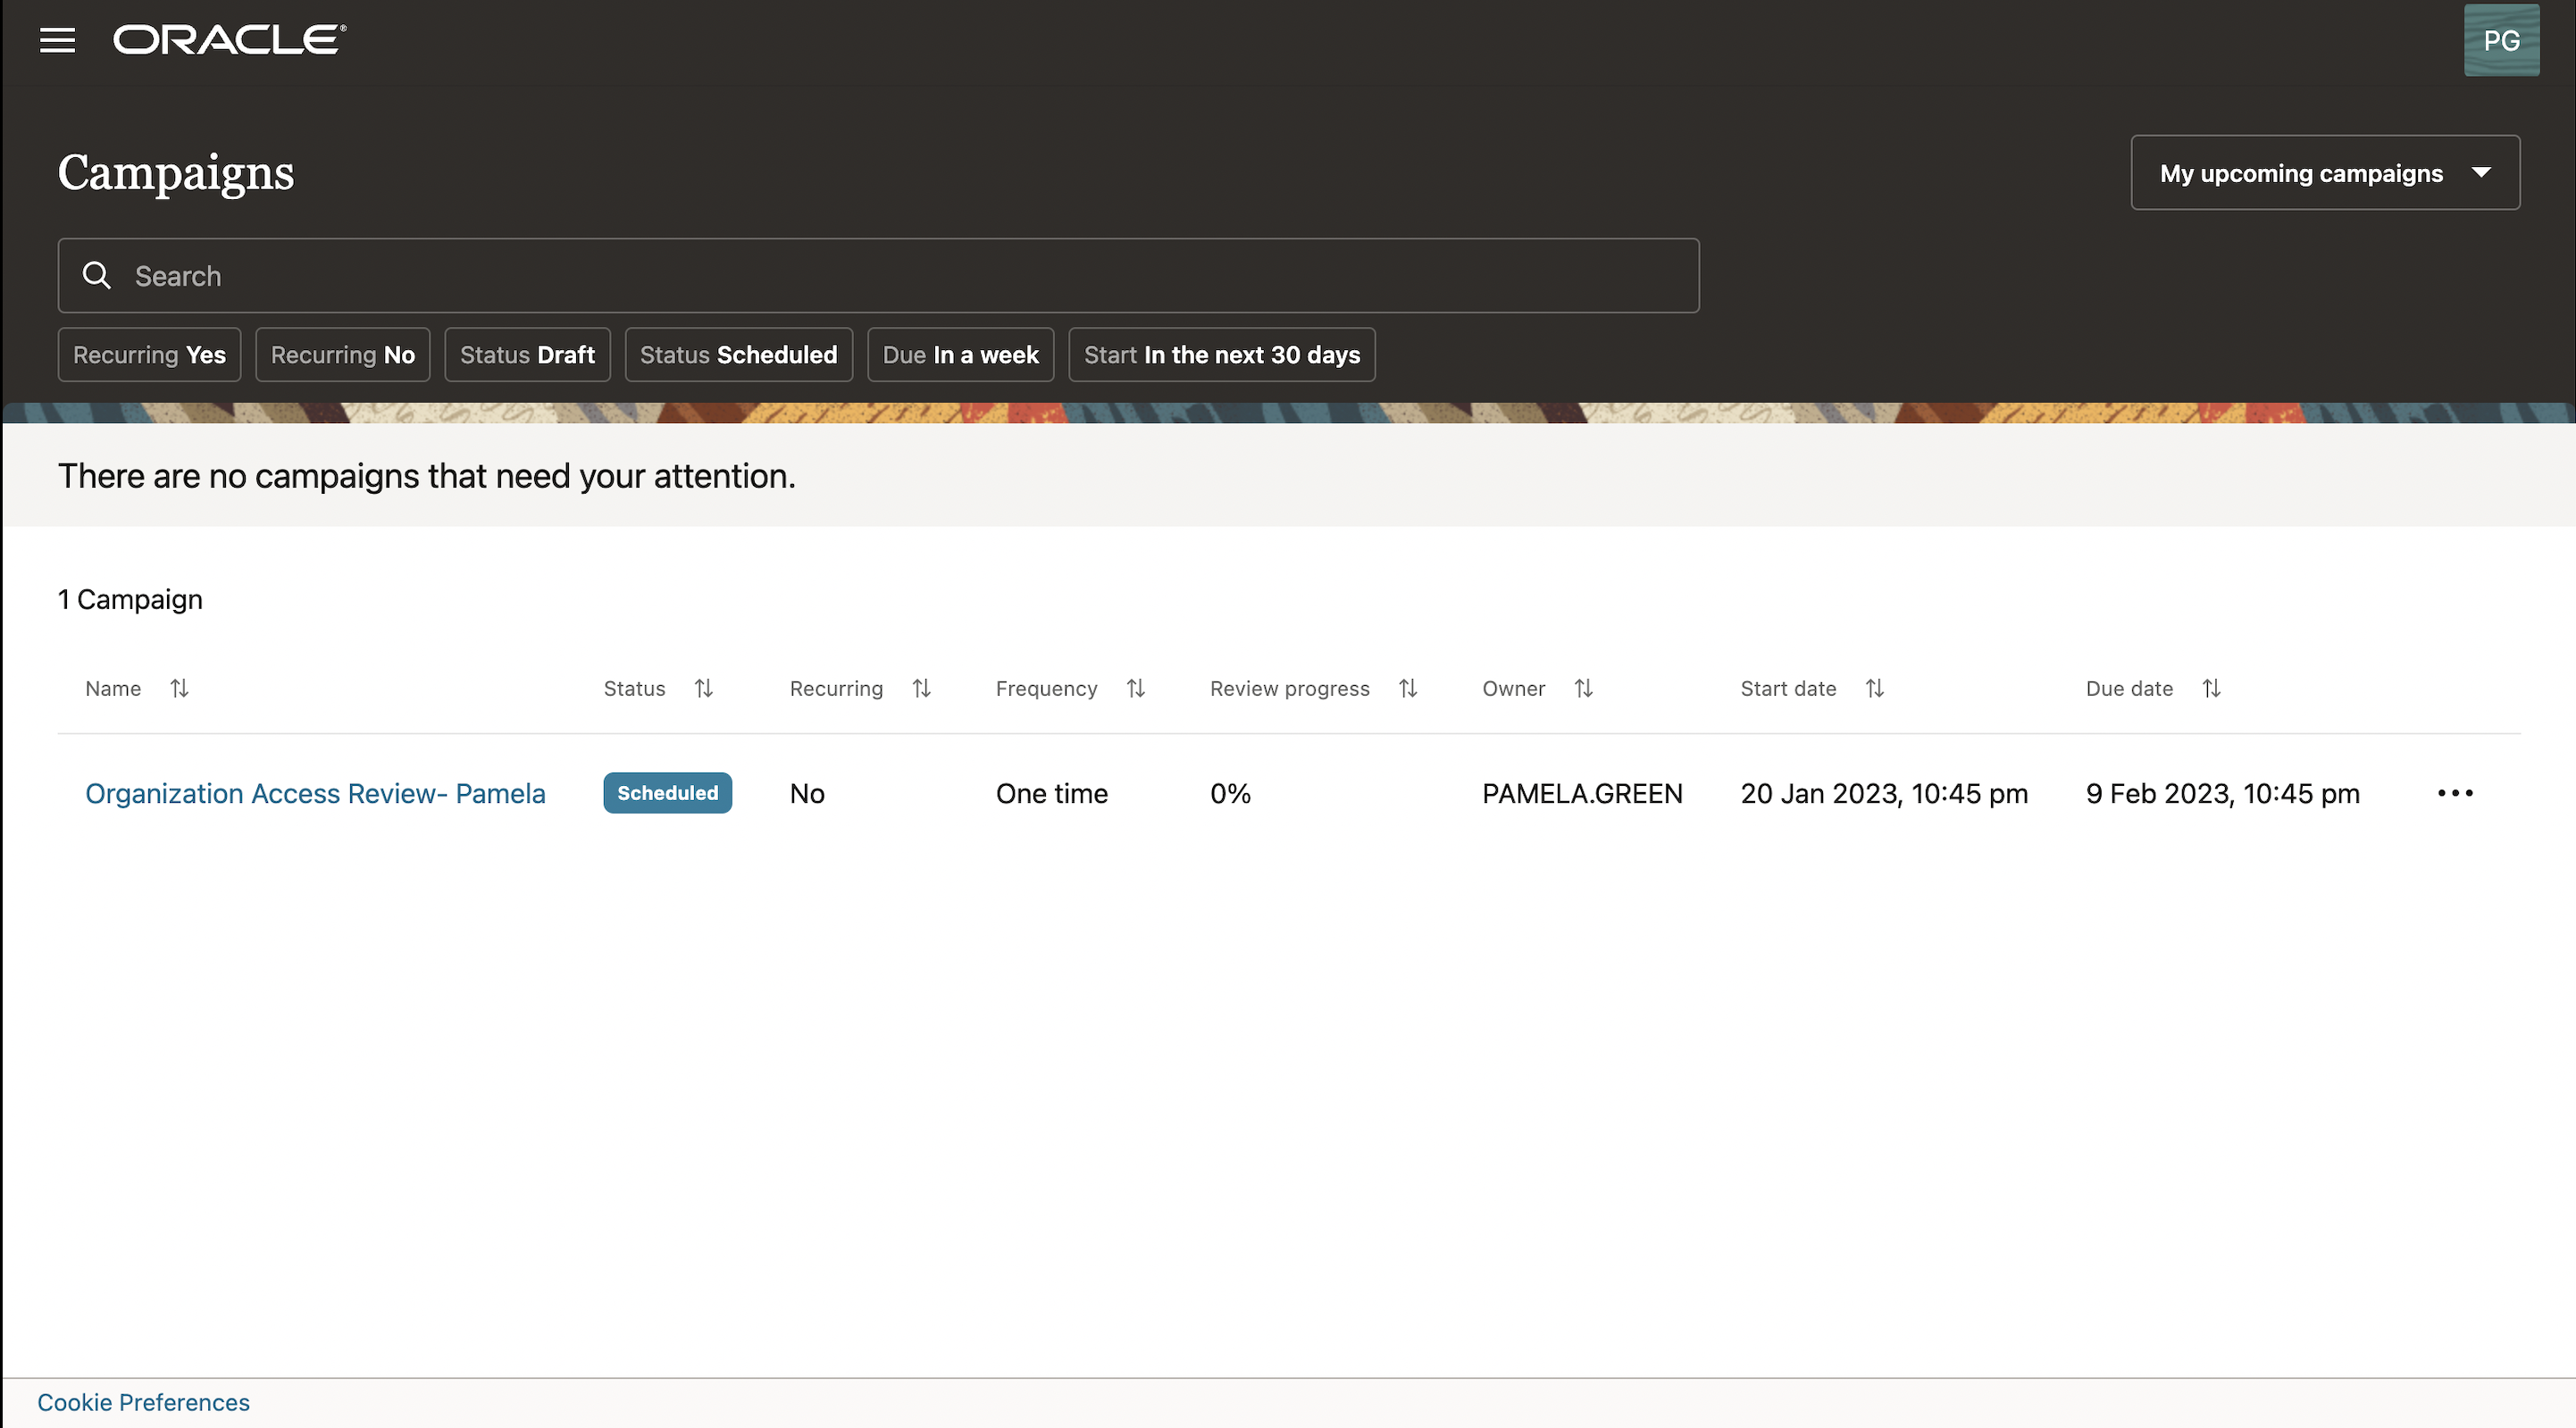 ORACLE
PG
Campaigns
My upcoming campaigns
Search
Recurring Yes
Recurring No
Status Draft
Status Scheduled
Due In a week
Start In the next 30 days
There are no campaigns that need your attention.
1 Campaign
Name Status Recurring Frequency Review progress Owner Start date Due date
Organization Access Review- Pamela Scheduled No One time 0% PAMELA.GREEN 20 Jan 2023, 10:45 pm 9 Feb 2023, 10:45 pm
Cookie Preferences